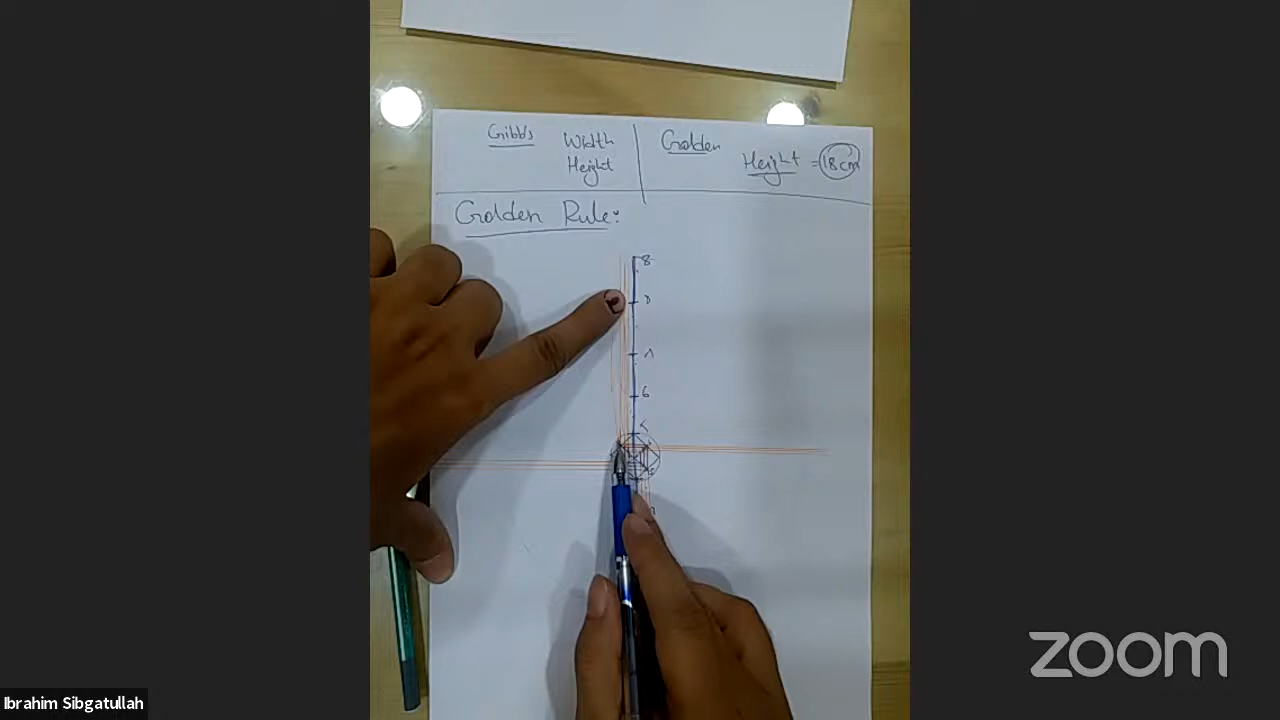 Gibbs Width Golden
Height Height = 18cm
Golden Rule:
8
6
zoom
Ibrahim Sibgatullah